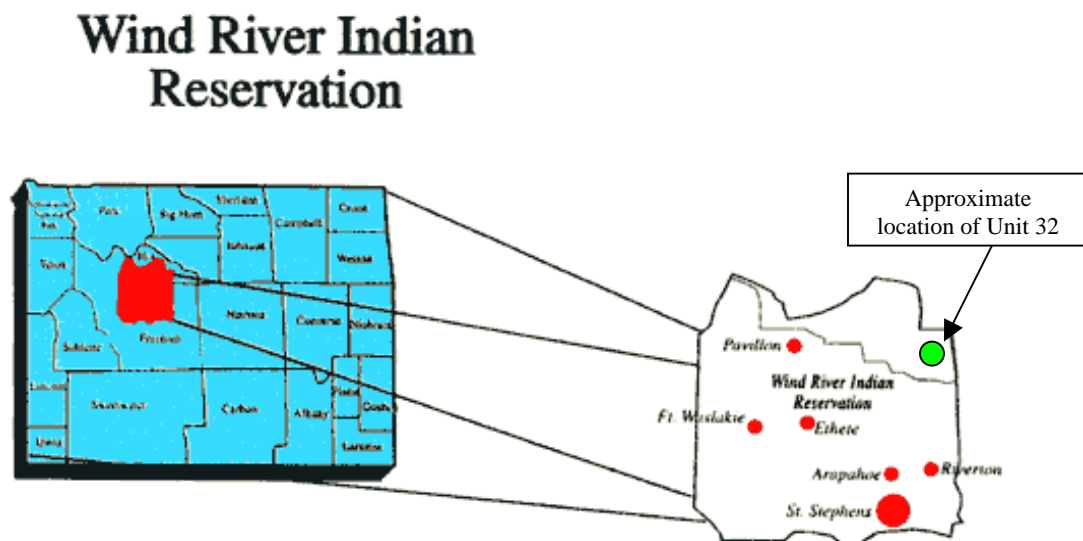 Wind River Indian
Reservation
Approximate
location of Unit 32
Park
Big Horn
Sheridan
Johnson
Campbell
Crook
Weston
Teton
Sublette
Fremont
Natrona
Converse
Niobrara
Sweetwater
Carbon
Albany
Platte
Goshen
Laramie
Uinta
Pavillon
Wind River Indian
Reservation
Ft. Waslakie
Ethete
Arapahoe
Riverton
St. Stephens